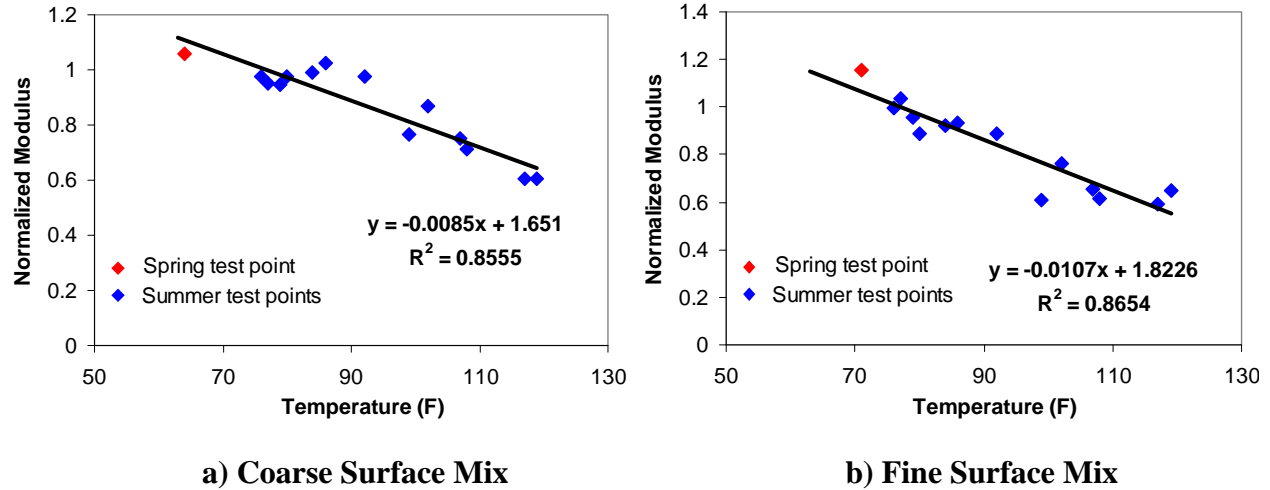 1.2
1
0.8
0.6
0.4
0.2
0
Normalized Modulus
50 70 90 110 130
Temperature (F)
y = -0.0085x + 1.651
R² = 0.8555
Spring test point
Summer test points
a) Coarse Surface Mix
1.4
1.2
1
0.8
0.6
0.4
0.2
0
Normalized Modulus
50 70 90 110 130
Temperature (F)
y = -0.0107x + 1.8226
R² = 0.8654
Spring test point
Summer test points
b) Fine Surface Mix